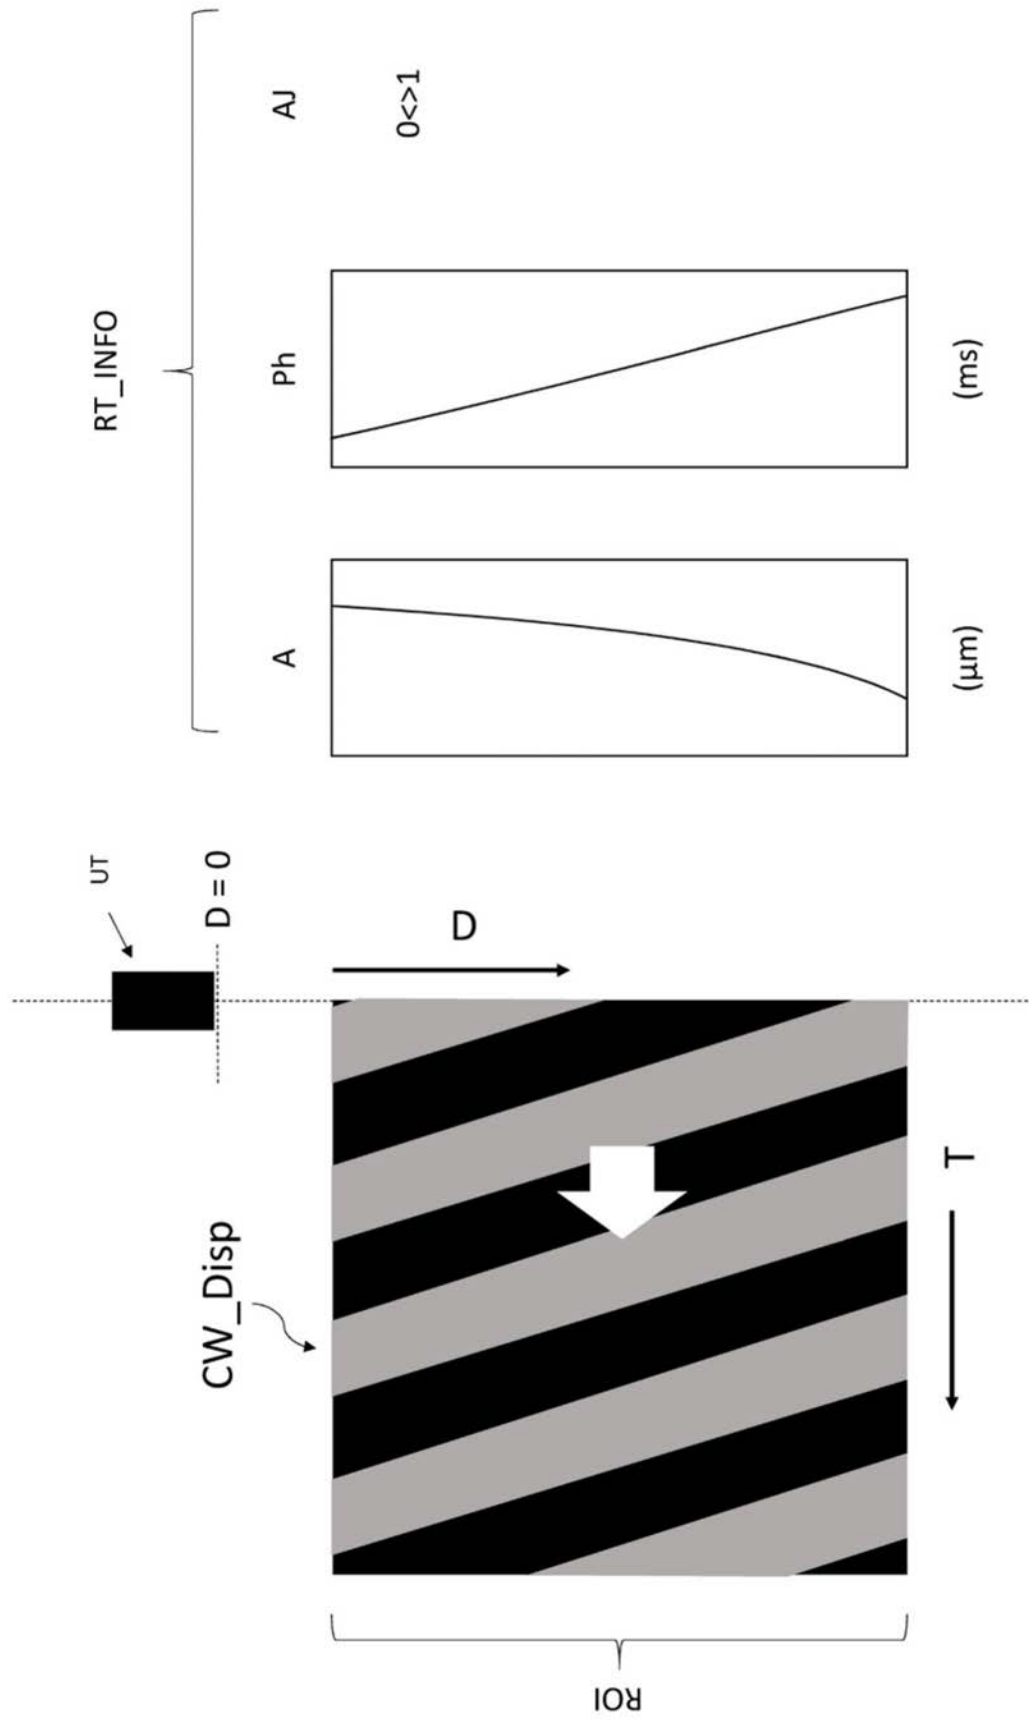 RT_INFO
A
Ph
AJ
0<>1
(µm)
(ms)
UT
D = 0
D
CW_Disp
T
ROI